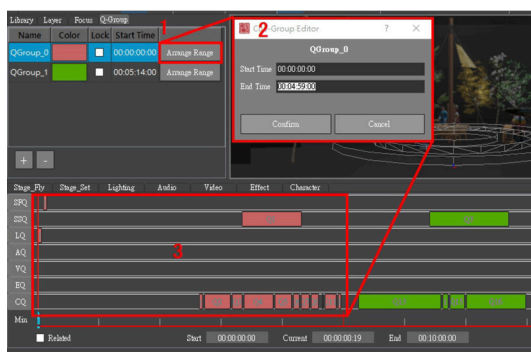 Library Layer Focus Q-Group
1
Name Color Lock Start Time
QGroup_0 00:00:00:00 Arrange Range
QGroup_1 00:05:14:00 Arrange Range
+ -
2
Group Editor ? ×
QGroup_0
Start Time 00:00:00:00
End Time 00:04:59:00
Confirm Cancel
Stage_Fly Stage_Set Lighting Audio Video Effect Character
SFQ
SSQ
LQ
AQ
3
VQ
EQ
CQ
Min
Related Start 00:00:00:00 Current 00:00:00:19 End 00:10:00:00